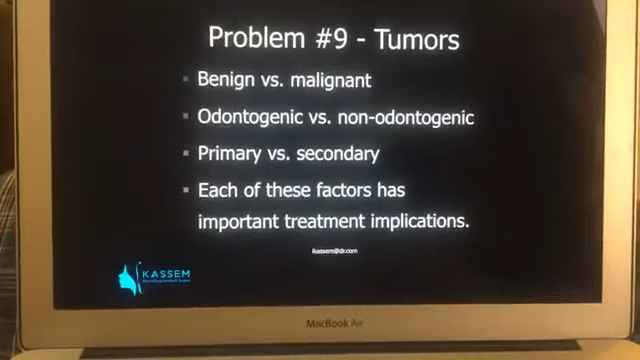 Problem #9 - Tumors
Benign vs. malignant
Odontogenic vs. non-odontogenic
Primary vs. secondary
Each of these factors has
important treatment implications.
ikassem@dr.com
KASSEM
MacBook Air